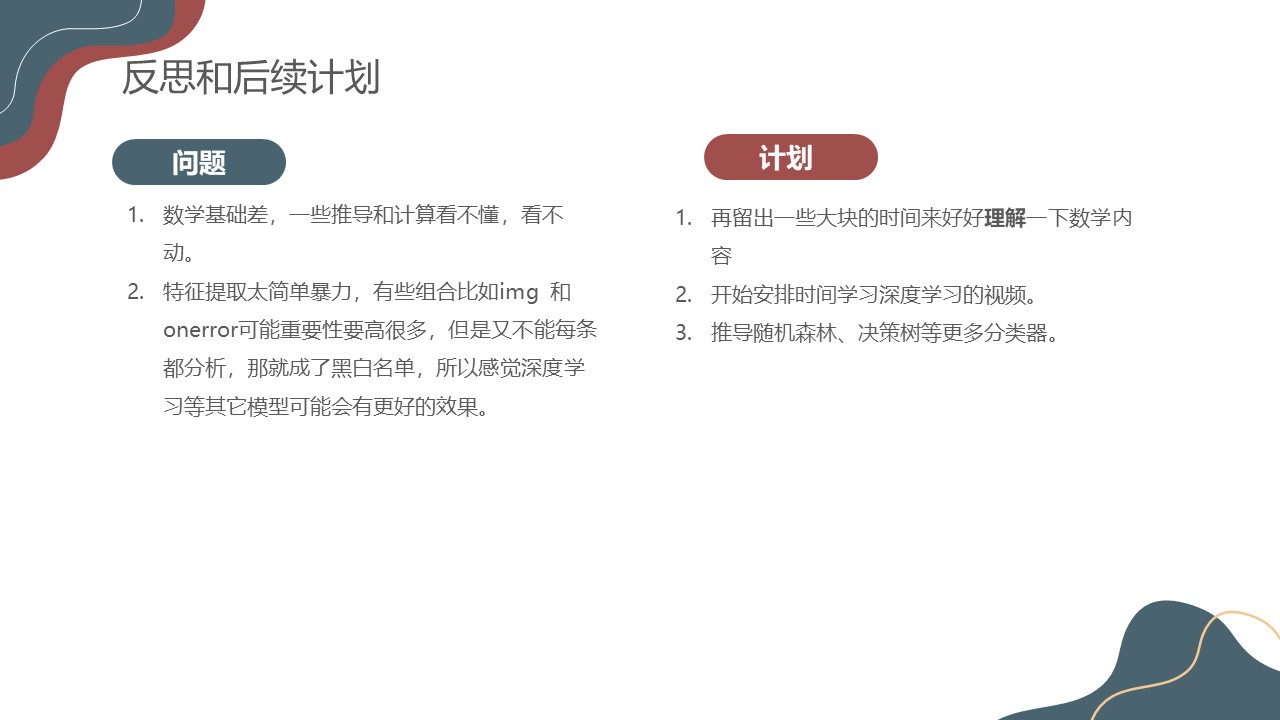 反思和后续计划
问题
1. 数学基础差，一些推导和计算看不懂，看不
动。
2. 特征提取太简单暴力，有些组合比如img 和
onerror可能重要性要高很多，但是又不能每条
都分析，那就成了黑白名单，所以感觉深度学
习等其它模型可能会有更好的效果。
计划
1. 再留出一些大块的时间来好好理解一下数学内
容
2. 开始安排时间学习深度学习的视频。
3. 推导随机森林、决策树等更多分类器。